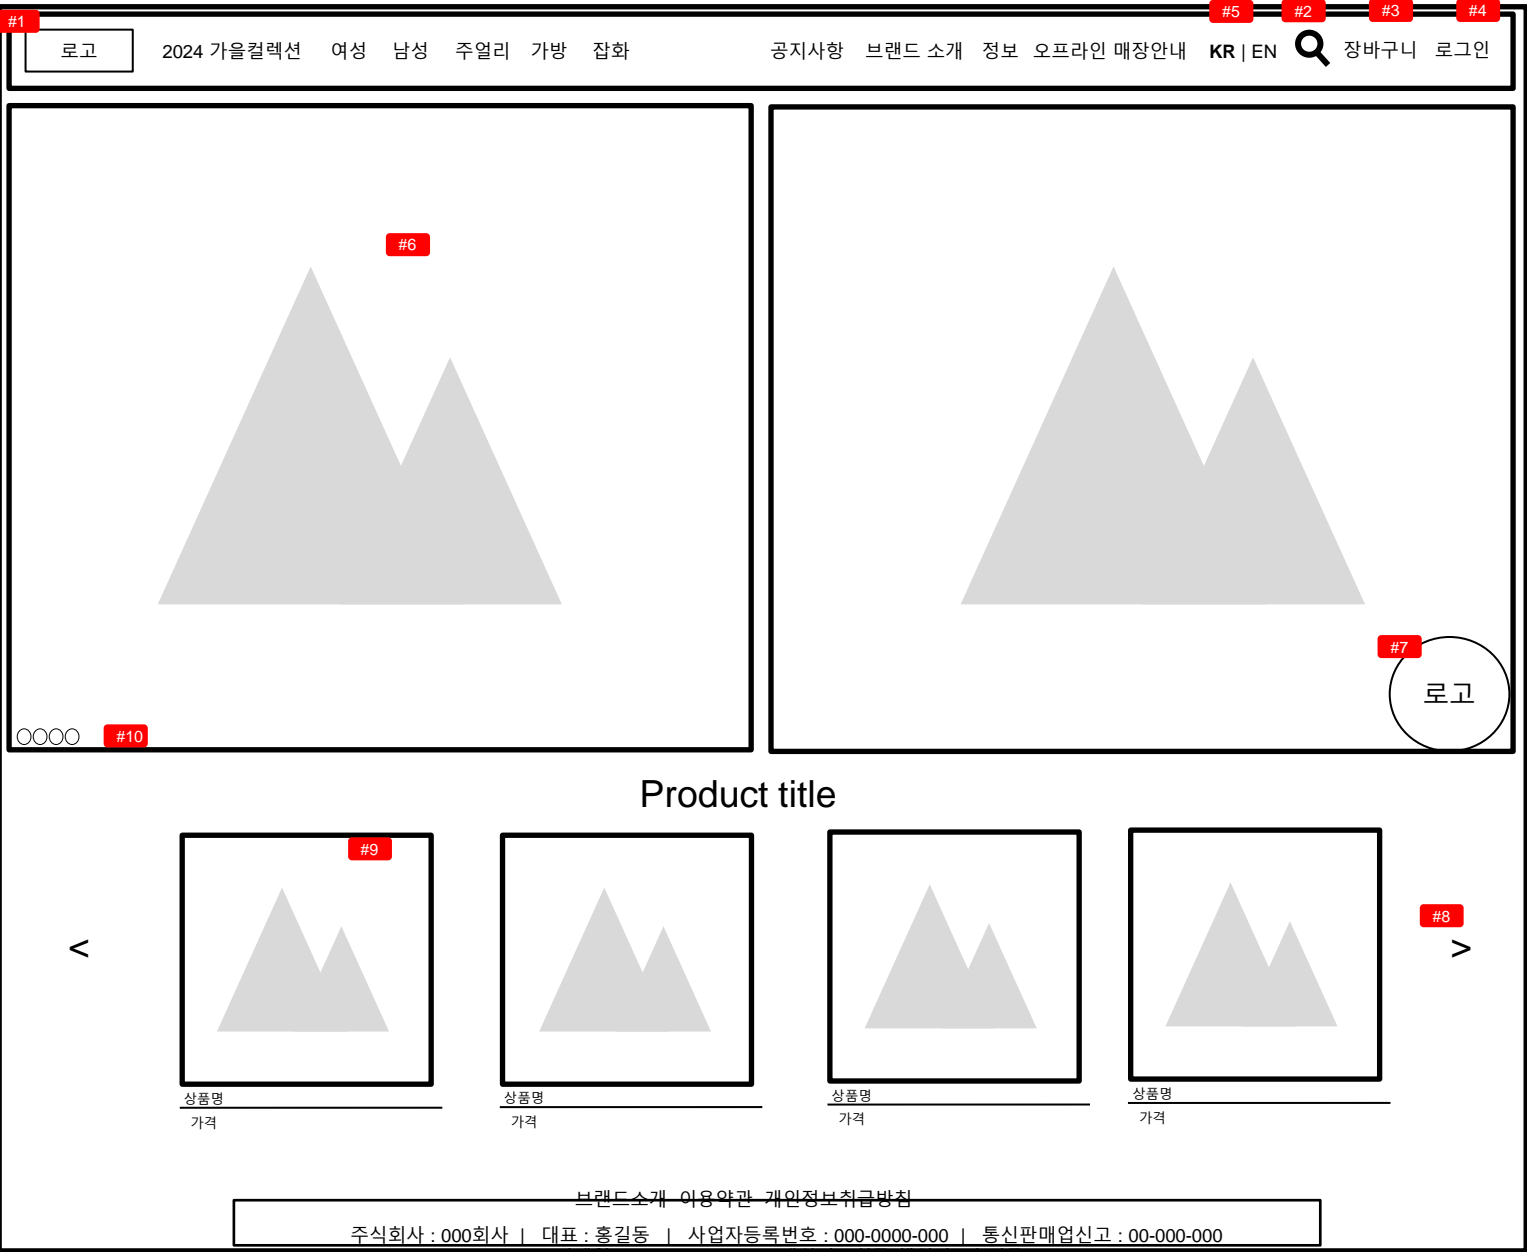 #1 #5 #2 #3 #4
로고 2024 가을컬렉션 여성 남성 주얼리 가방 잡화 공지사항 브랜드 소개 정보 오프라인 매장안내 KR | EN 장바구니 로그인
#6
#7
로고
#10
Product title
#9
#8
< >
상품명 상품명 상품명 상품명
가격 가격 가격 가격
브랜드소개 이용약관 개인정보취급방침
주식회사 : 000회사 | 대표 : 홍길동 | 사업자등록번호 : 000-0000-000 | 통신판매업신고 : 00-000-000